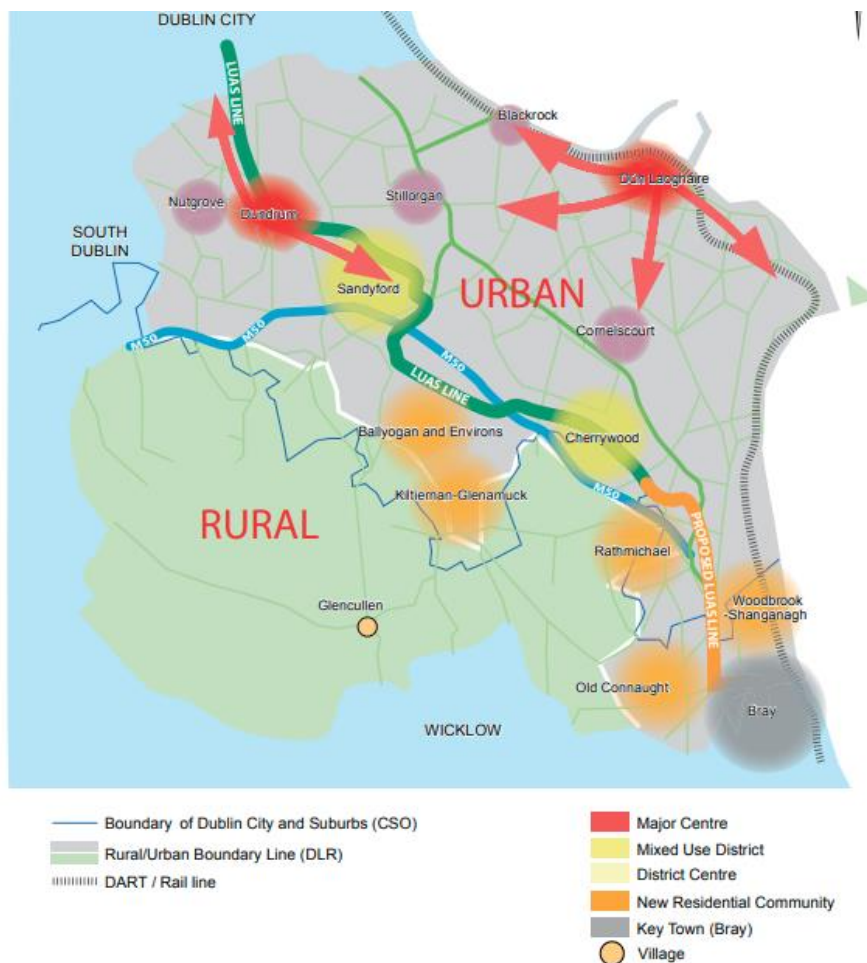 DUBLIN CITY
LUAS LINE
Blackrock
Dún Laoghaire
Nutgrove
Dundrum
Stillorgan
SOUTH
DUBLIN
Sandyford
URBAN
Cornelscourt
M50
M50
M50
LUAS LINE
Ballyogan and Environs
Cherrywood
Kiltiernan-Glenamuck
M50
RURAL
PROPOSED LUAS LINE
Rathmichael
Glencullen
Woodbrook
-Shanganagh
Old Connaught
Bray
WICKLOW
Boundary of Dublin City and Suburbs (CSO)
Rural/Urban Boundary Line (DLR)
DART / Rail line
Major Centre
Mixed Use District
District Centre
New Residential Community
Key Town (Bray)
Village